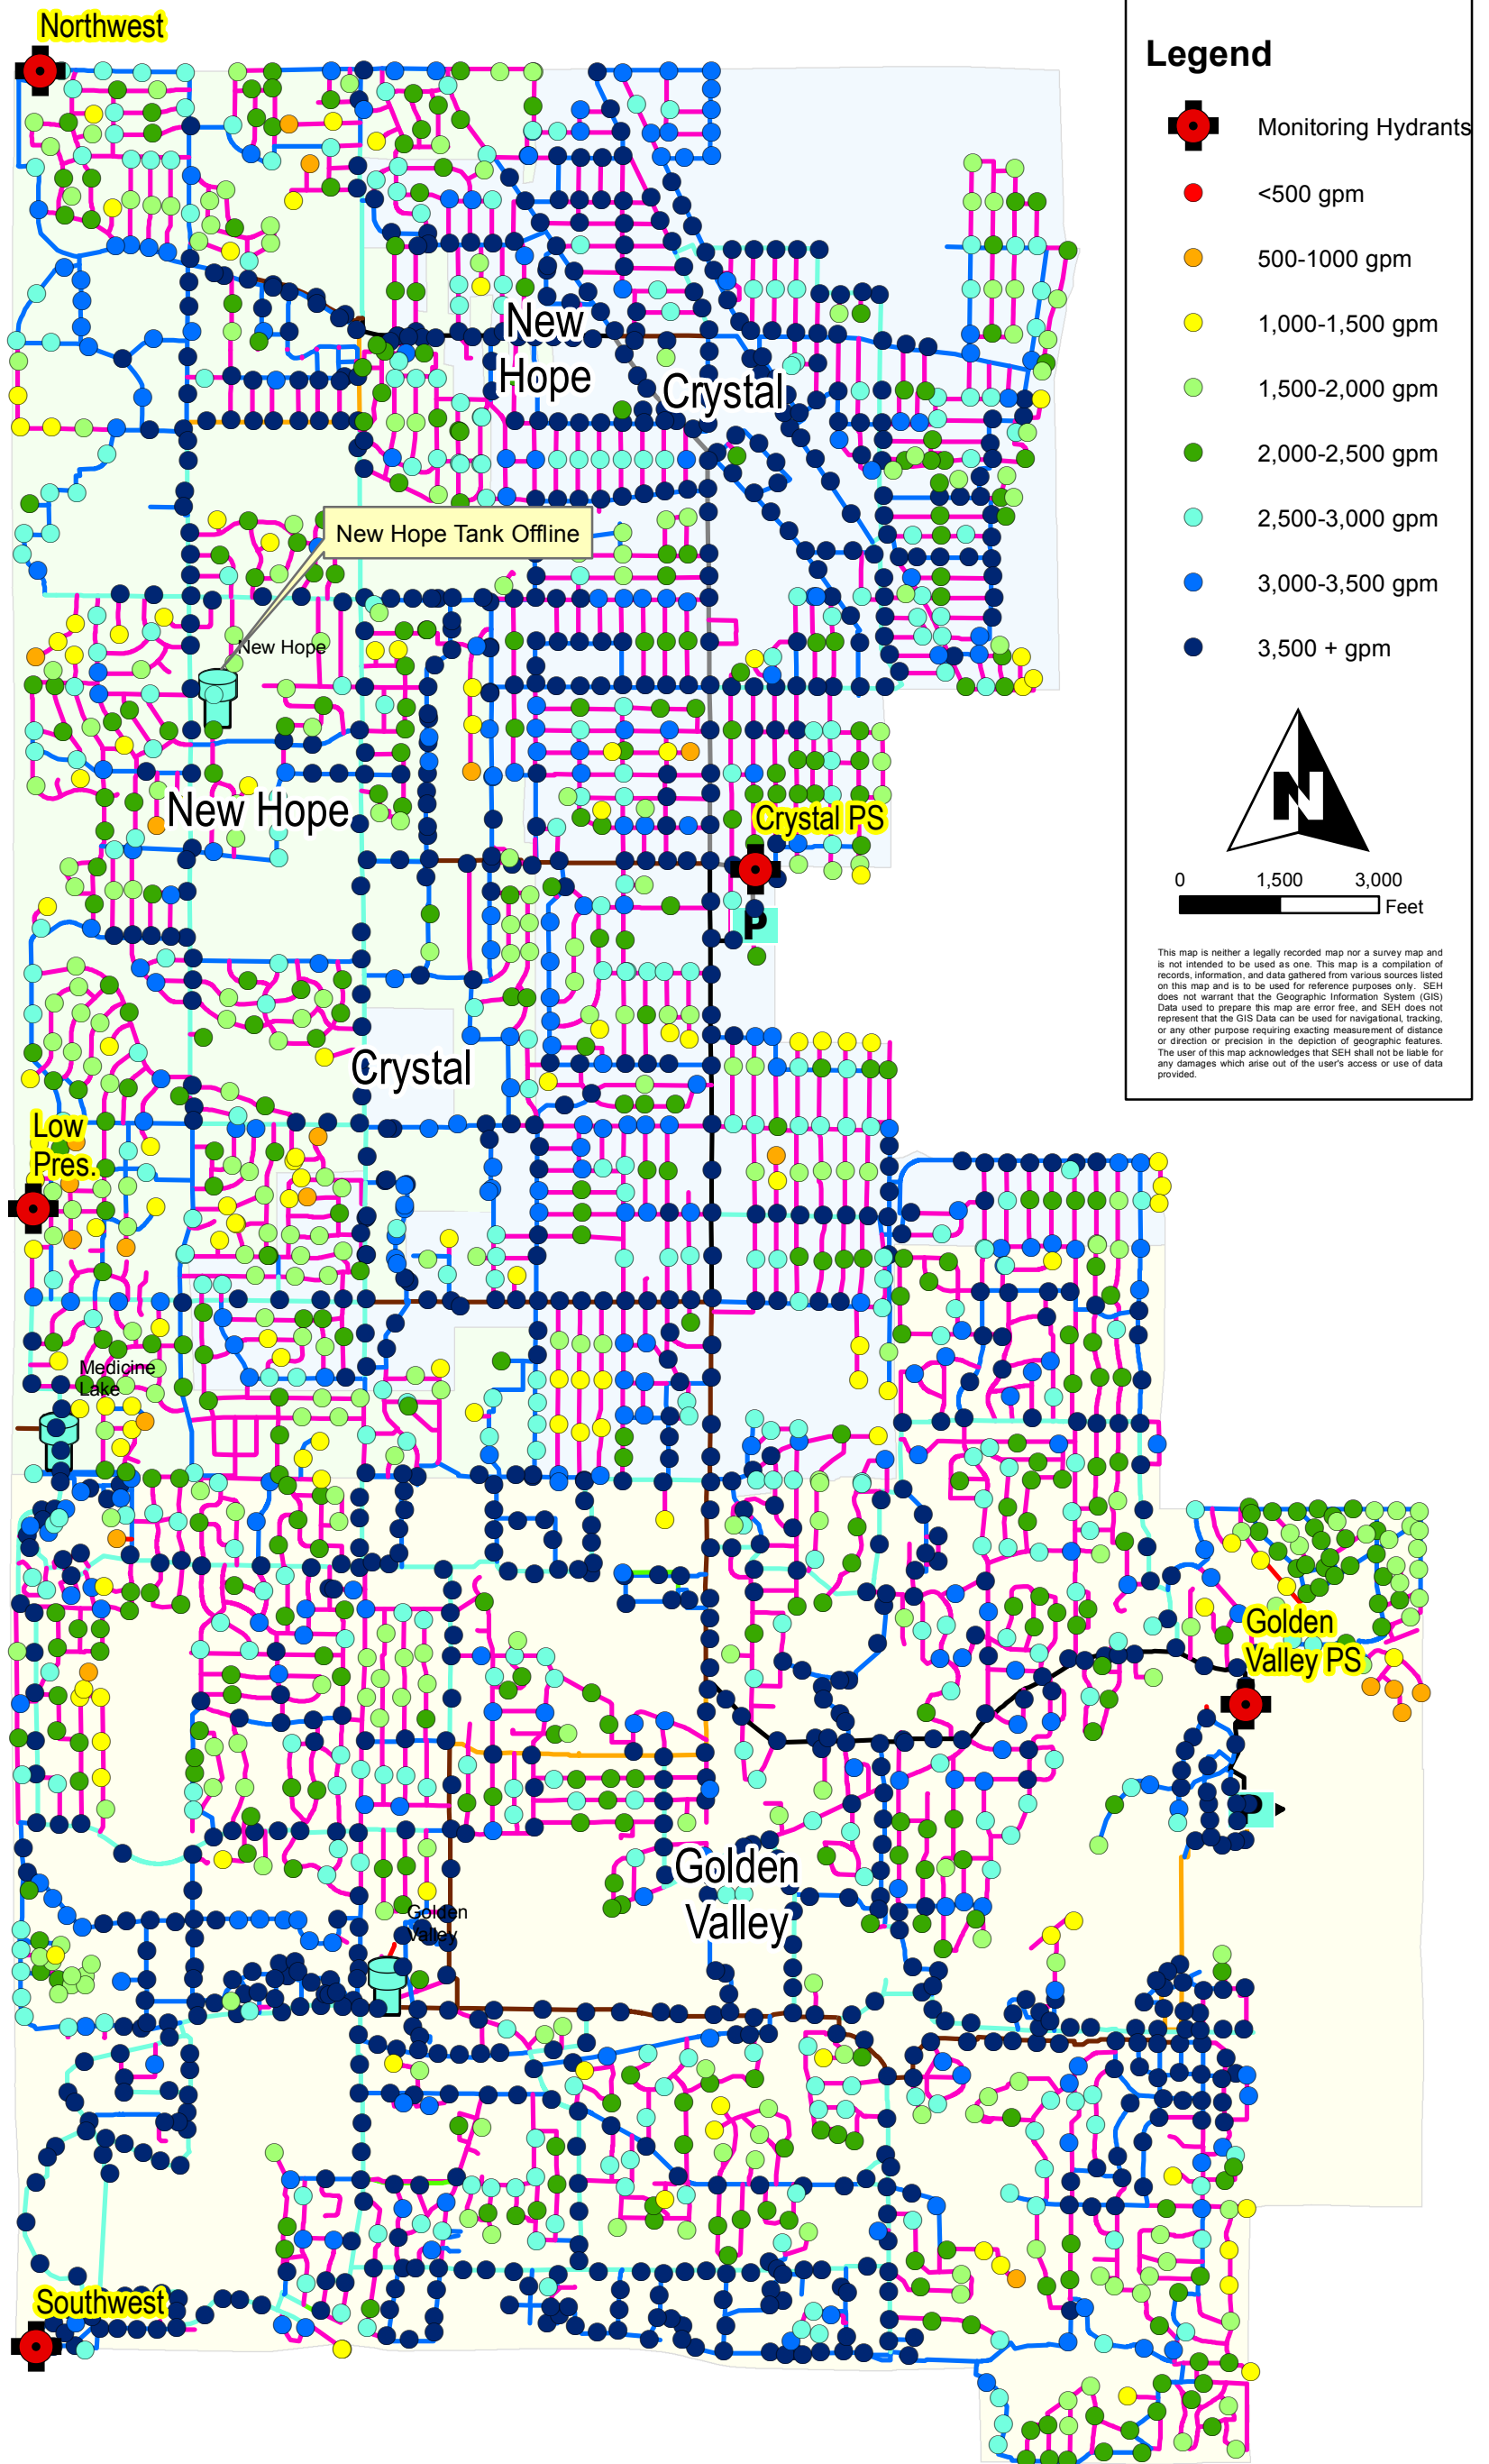 Northwest
Legend
Monitoring Hydrants
<500 gpm
500-1000 gpm
1,000-1,500 gpm
1,500-2,000 gpm
2,000-2,500 gpm
2,500-3,000 gpm
3,000-3,500 gpm
3,500 + gpm
N
0 1,500 3,000
Feet
This map is neither a legally recorded map nor a survey map and
is not intended to be used as one. This map is a compilation of
records, information, and data gathered from various sources listed
on this map and is to be used for reference purposes only. SEH
does not warrant that the Geographic Information System (GIS)
Data used to prepare this map are error free, and SEH does not
represent that the GIS Data can be used for navigational, tracking,
or any other purpose requiring exacting measurement of distance
or direction or precision in the depiction of geographic features.
The user of this map acknowledges that SEH shall not be liable for
any damages which arise out of the user's access or use of data
provided.
New
Hope
Crystal
New Hope Tank Offline
New Hope
New Hope
Crystal PS
P
Crystal
Low
Pres.
Medicine
Lake
Golden
Valley PS
P
Golden
Valley
Golden
Valley
Southwest